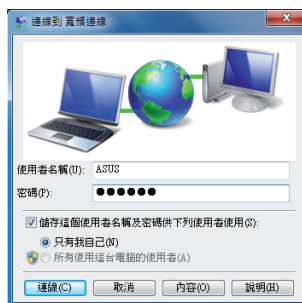 連線到 寬頻連線
使用者名稱(U): ASUS
密碼(P): ●●●●●●
儲存這個使用者名稱及密碼供下列使用者使用(S):
只有我自己(N)
所有使用這台電腦的使用者(A)
連線(C) 取消 內容(O) 說明(H)